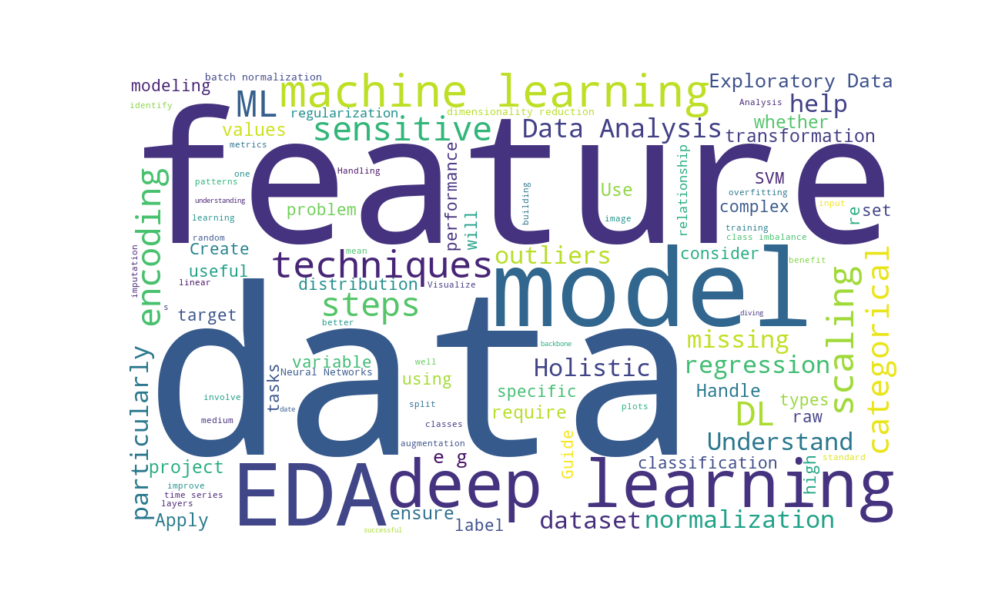 batch normalization
modeling
machine learning
Exploratory Data
identify
ML
regularization
dimensionality reduction
Analysis
help
values
sensitive
Data Analysis
whether
transformation
metrics
feature
performance
relationship
encoding
patterns
one
Handling
understanding
problem
building
Use
image
SVM
overfitting
complex
input
re
set
learning
random
will
training
class imbalance
Create
mean
outliers
consider
imputation
useful
techniques
model
benefit
categorical
scaling
linear
distribution
Visualize
s
target
steps
data
better
diving
missing
backbone
particularly
variable
well
Holistic
regression
tasks
Neural Networks
using
specific
Handle
types
involve
date
split
require
plots
DL
raw
medium
classes
augmentation
Understand
Guide
e g
standard
project
EDA
deep learning
classification
high
improve
time series
layers
Apply
ensure
label
dataset
normalization
successful